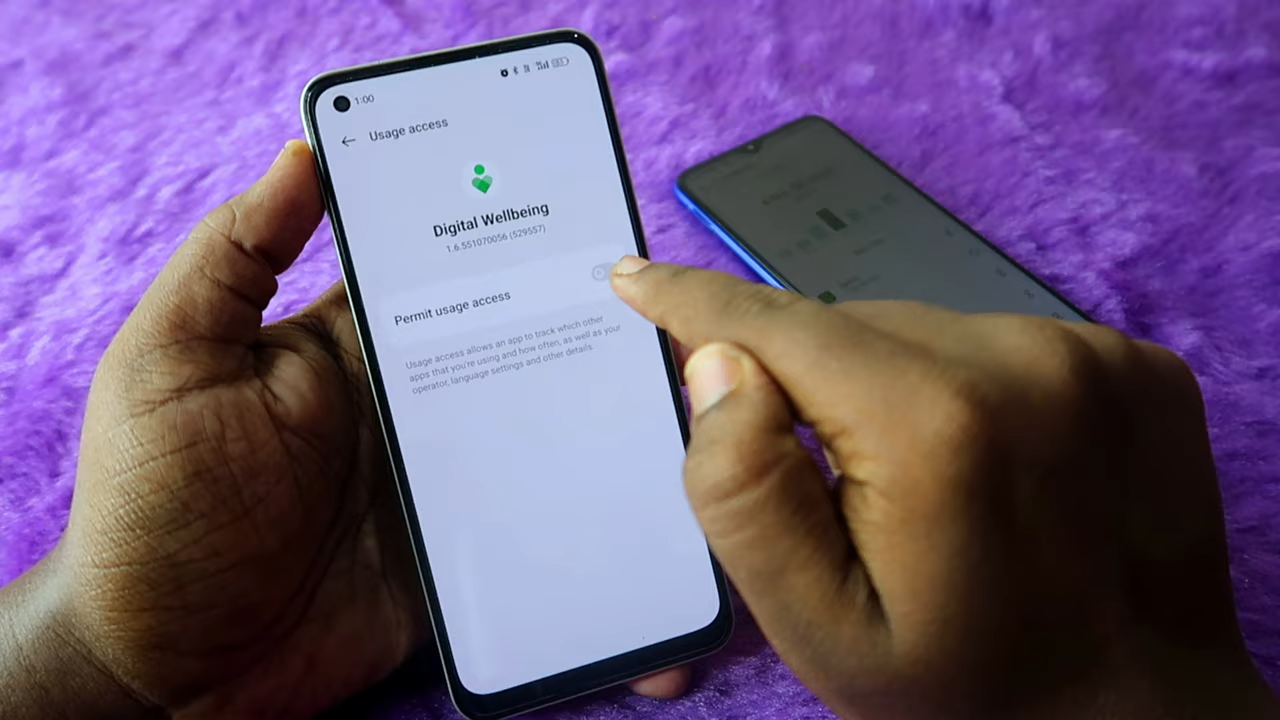 1:00
Usage access
Digital Wellbeing
1.6.551070056 (529557)
Permit usage access
Usage access allows an app to track which other
apps that you're using and how often, as well as your
operator, language settings and other details.